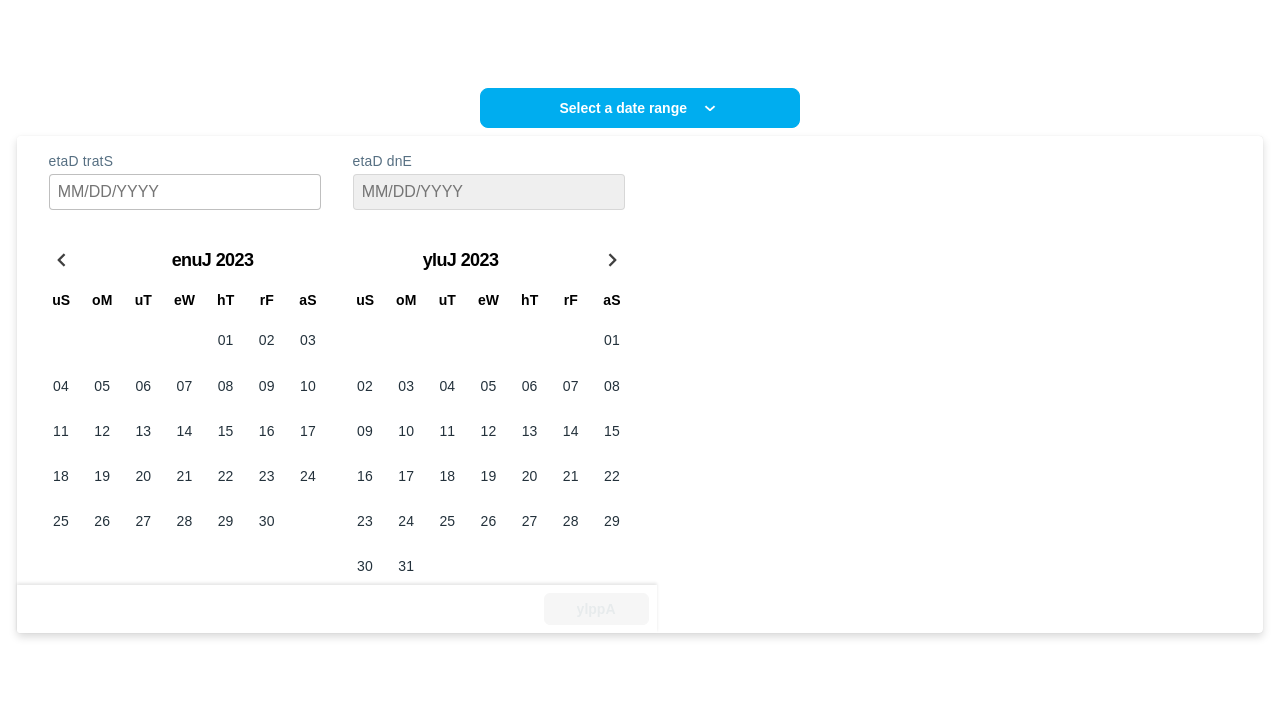 Select a date range
etaD tratS etaD dnE
MM/DD/YYYY MM/DD/YYYY
enuJ 2023 yluJ 2023
uS oM uT eW hT rF aS uS oM uT eW hT rF aS
01 02 03 01
04 05 06 07 08 09 10 02 03 04 05 06 07 08
11 12 13 14 15 16 17 09 10 11 12 13 14 15
18 19 20 21 22 23 24 16 17 18 19 20 21 22
25 26 27 28 29 30 23 24 25 26 27 28 29
30 31
ylppA